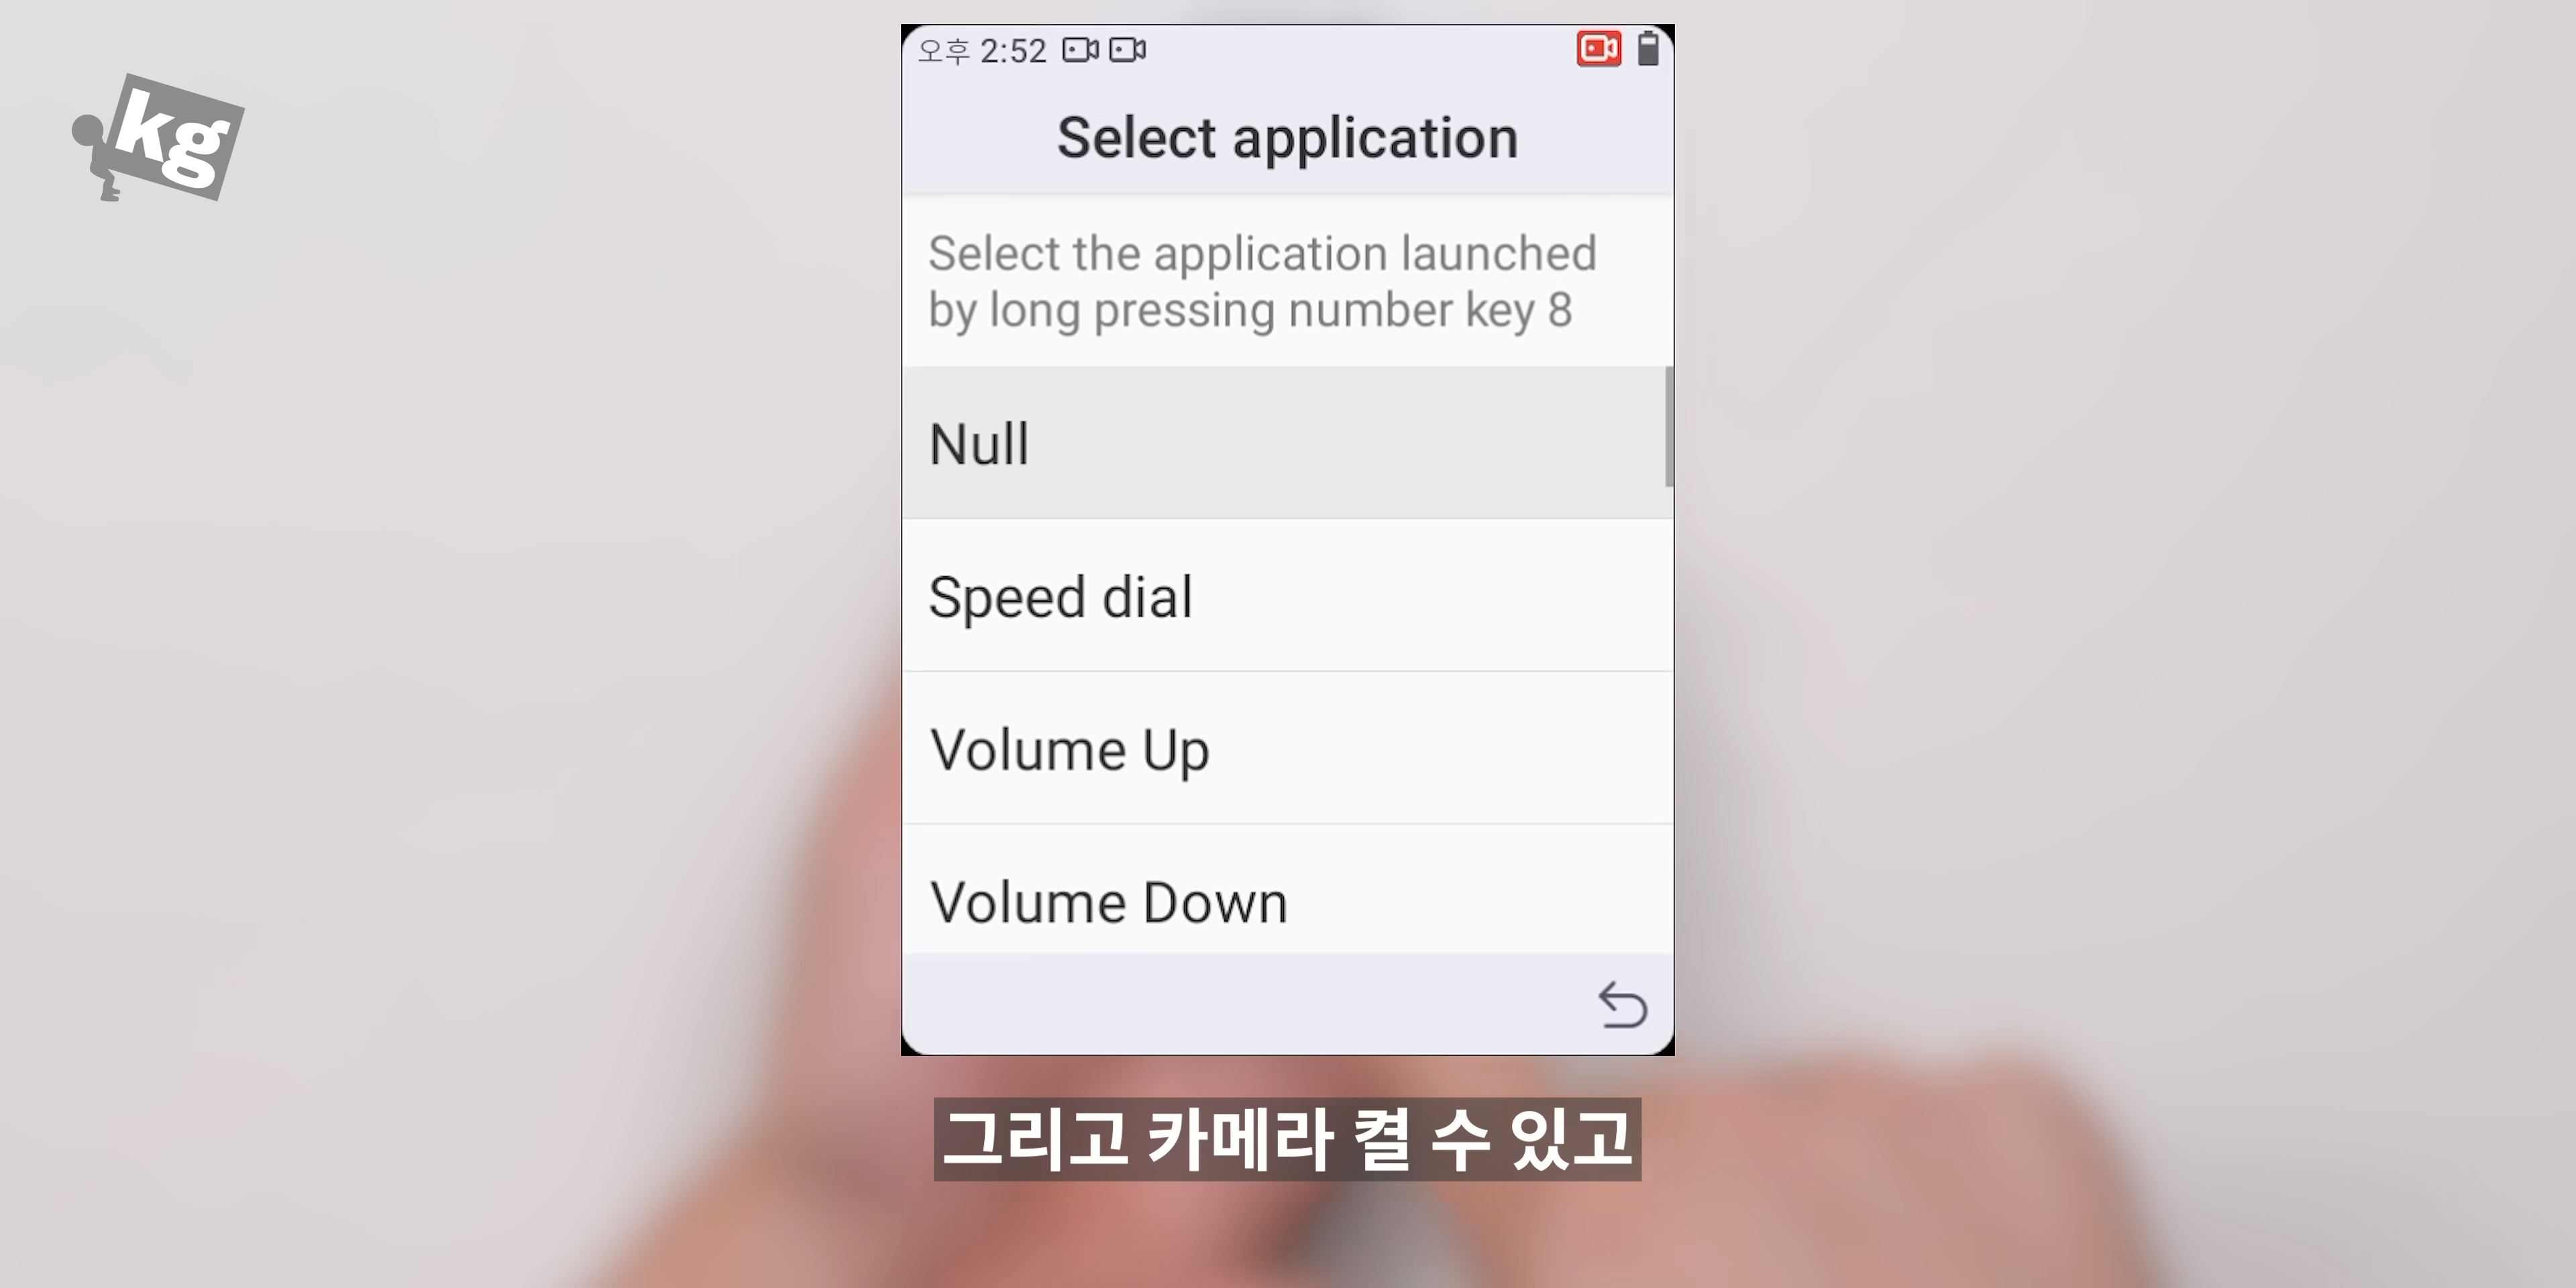 kg
오후 2:52
Select application
Select the application launched
by long pressing number key 8
Null
Speed dial
Volume Up
Volume Down
그리고 카메라 켤 수 있고